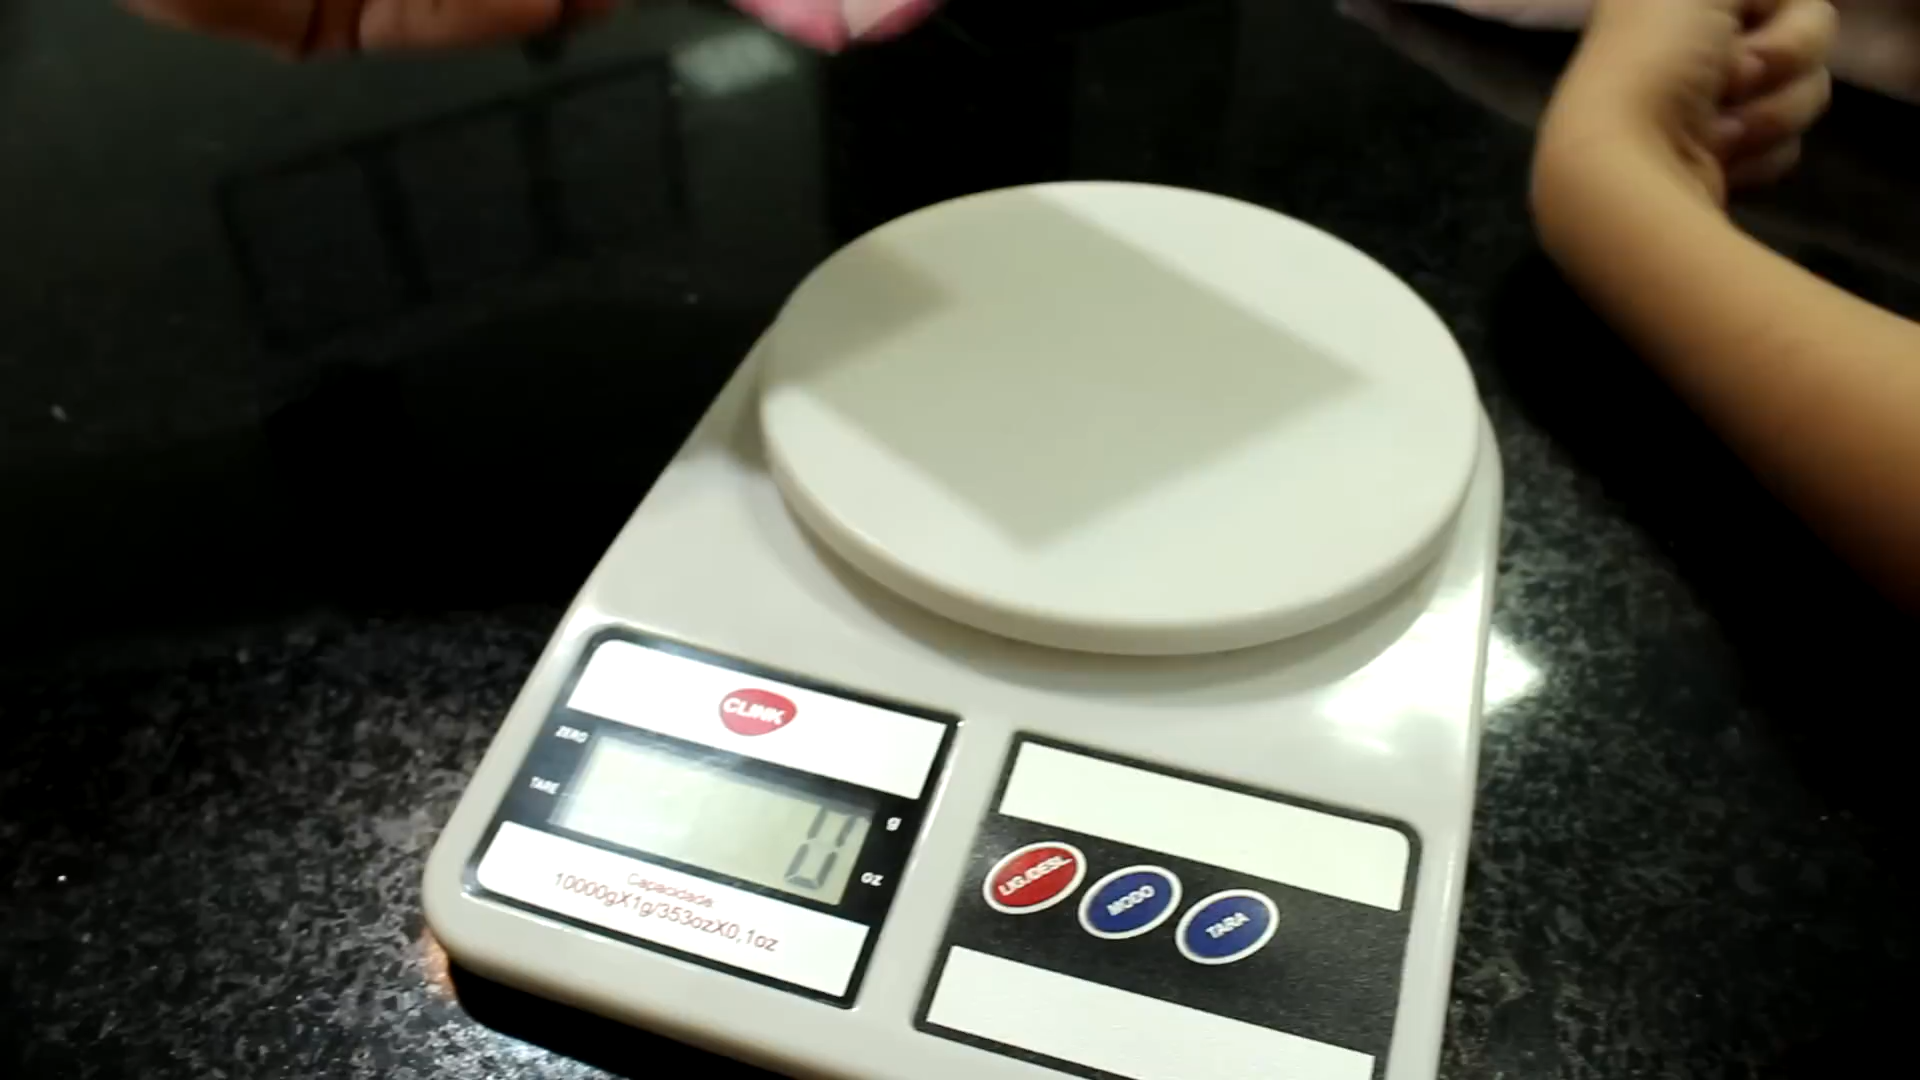 CLINK
ZERO
TARE
0
g
oz
Capacidade
10000gX1g/353ozX0,1oz
LIG/DESL
MODO
TARA